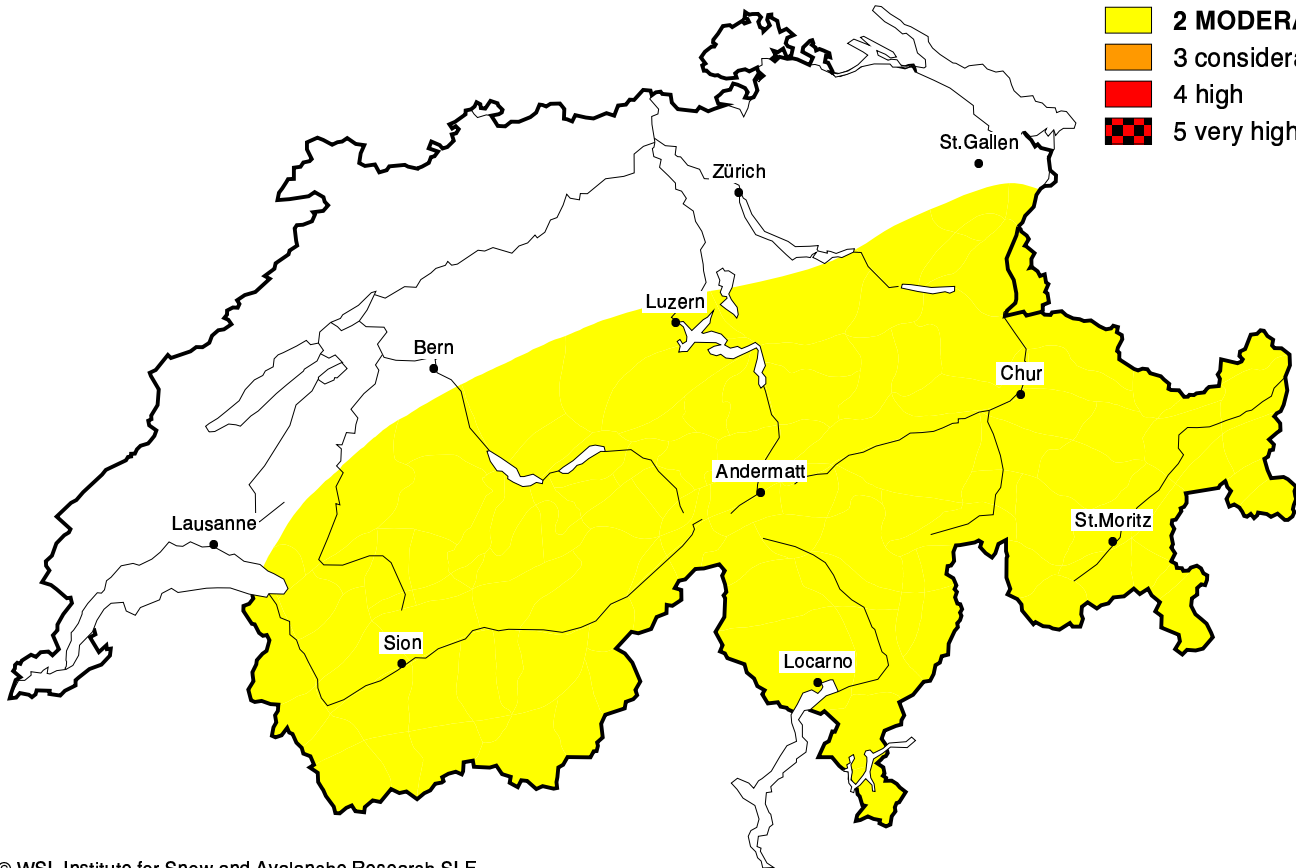 2 MODERA
3 considera
4 high
5 very high
St.Gallen
Zürich
Luzern
Bern
Chur
Andermatt
Lausanne
St.Moritz
Sion
Locarno
© WSL Institute for Snow and Avalanche Research SLF